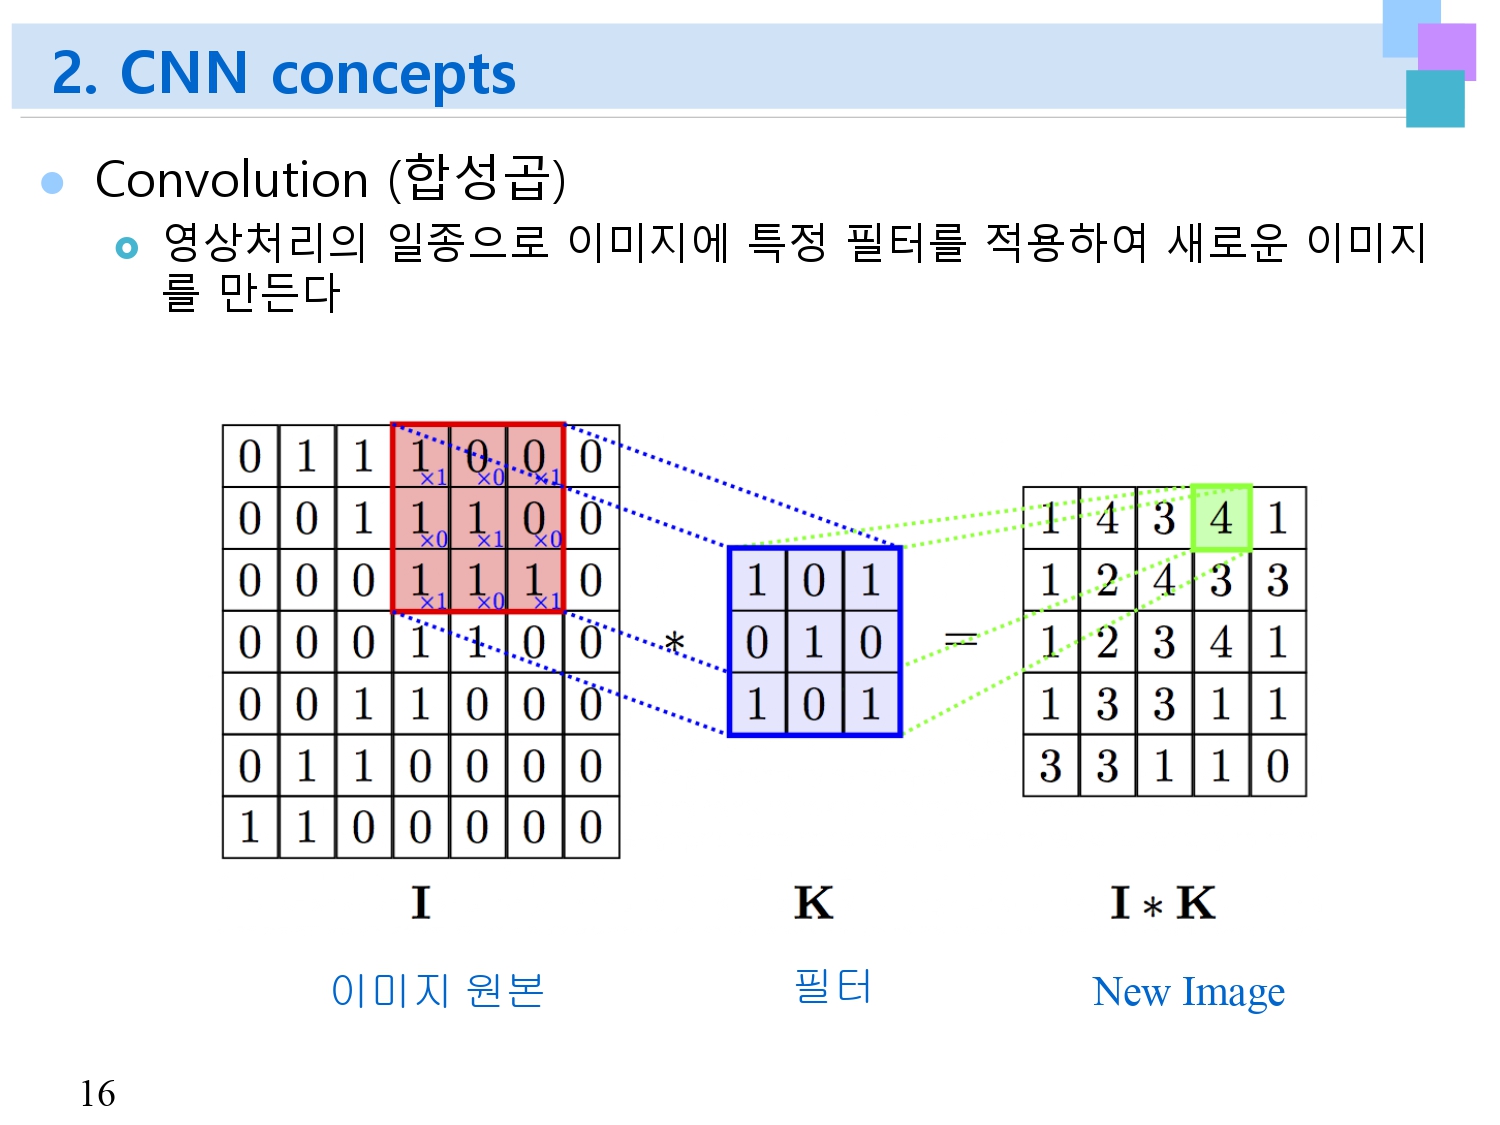 2. CNN concepts
Convolution (합성곱)
영상처리의 일종으로 이미지에 특정 필터를 적용하여 새로운 이미지
를 만든다
0 1 1 1×1 0×0 0×1 0
0 0 1 1×0 1×1 0×0 0
0 0 0 1×1 1×0 1×1 0
0 0 0 1 1 0 0
0 0 1 1 0 0 0
0 1 1 0 0 0 0
1 1 0 0 0 0 0
I
이미지 원본
*
1 0 1
0 1 0
1 0 1
K
필터
=
1 4 3 4 1
1 2 4 3 3
1 2 3 4 1
1 3 3 1 1
3 3 1 1 0
I * K
New Image
16